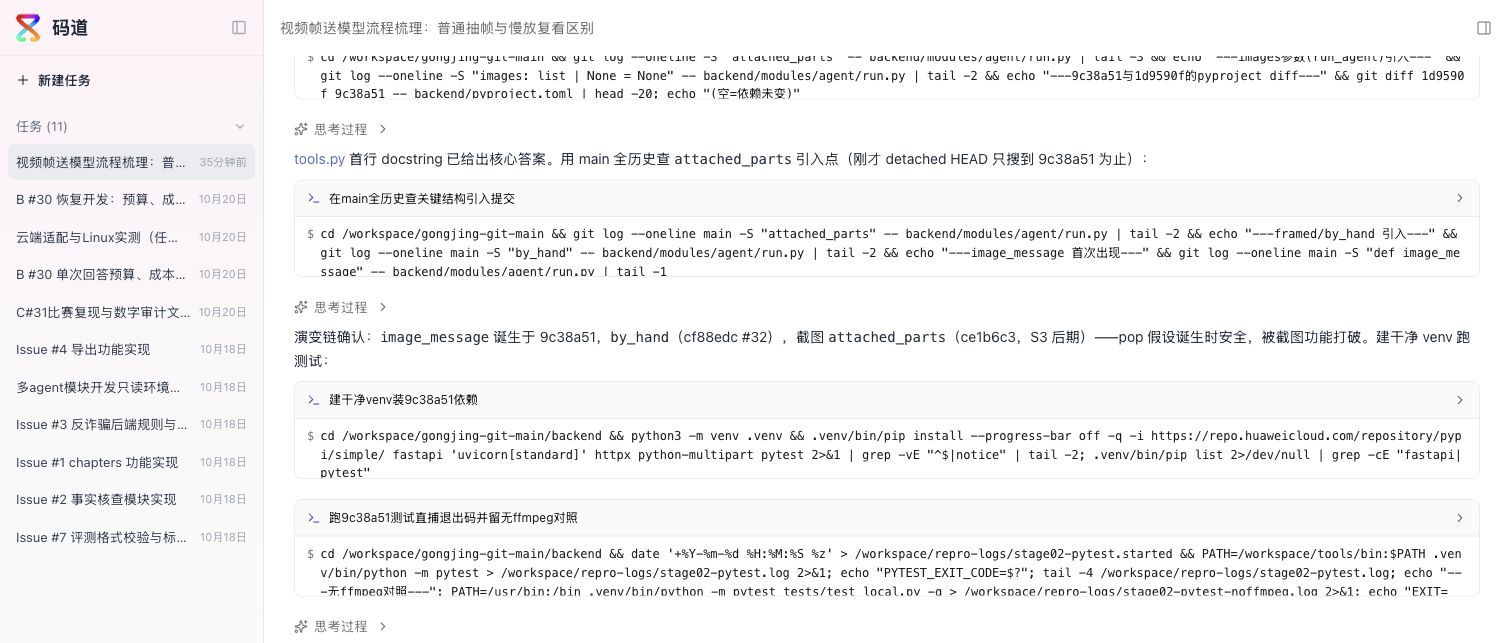 码道
新建任务
任务 (11)
视频帧送模型流程梳理：普... 35分钟前
B #30 恢复开发：预算、成... 10月20日
云端适配与Linux实测（任... 10月20日
B #30 单次回答预算、成本... 10月20日
C#31比赛复现与数字审计文... 10月20日
Issue #4 导出功能实现 10月18日
多agent模块开发只读环境... 10月18日
Issue #3 反诈骗后端规则与... 10月18日
Issue #1 chapters 功能实现 10月18日
Issue #2 事实核查模块实现 10月18日
Issue #7 评测格式校验与标... 10月18日
视频帧送模型流程梳理：普通抽帧与慢放复看区别
$ cd /workspace/gongjing-git-main && git log --oneline -S "attached_parts" -- backend/modules/agent/run.py | tail -3 && echo "---images参数(run_agent)引入---" &&
git log --oneline -S "images: list | None = None" -- backend/modules/agent/run.py | tail -2 && echo "---9c38a51与1d9590f的pyproject diff---" && git diff 1d9590
f 9c38a51 -- backend/pyproject.toml | head -20; echo "(空=依赖未变)"
思考过程
tools.py 首行 docstring 已给出核心答案。用 main 全历史查 attached_parts 引入点（刚才 detached HEAD 只搜到 9c38a51 为止）：
在main全历史查关键结构引入提交
$ cd /workspace/gongjing-git-main && git log --oneline main -S "attached_parts" -- backend/modules/agent/run.py | tail -2 && echo "---framed/by_hand 引入---" &&
git log --oneline main -S "by_hand" -- backend/modules/agent/run.py | tail -2 && echo "---image_message 首次出现---" && git log --oneline main -S "def image_me
ssage" -- backend/modules/agent/run.py | tail -1
思考过程
演变链确认：image_message 诞生于 9c38a51，by_hand（cf88edc #32），截图 attached_parts（ce1b6c3，S3 后期）——pop 假设诞生时安全，被截图功能打破。建干净 venv 跑
测试：
建干净venv装9c38a51依赖
$ cd /workspace/gongjing-git-main/backend && python3 -m venv .venv && .venv/bin/pip install --progress-bar off -q -i https://repo.huaweicloud.com/repository/pyp
i/simple/ fastapi 'uvicorn[standard]' httpx python-multipart pytest 2>&1 | grep -vE "^$|notice" | tail -2; .venv/bin/pip list 2>/dev/null | grep -cE "fastapi|
pytest"
跑9c38a51测试直捕退出码并留无ffmpeg对照
$ cd /workspace/gongjing-git-main/backend && date '+%Y-%m-%d %H:%M:%S %z' > /workspace/repro-logs/stage02-pytest.started && PATH=/workspace/tools/bin:$PATH .ven
v/bin/python -m pytest > /workspace/repro-logs/stage02-pytest.log 2>&1; echo "PYTEST_EXIT_CODE=$?"; tail -4 /workspace/repro-logs/stage02-pytest.log; echo "--
-无ffmpeg对照---"; PATH=/usr/bin:/bin .venv/bin/python -m pytest tests/test_local.py -q > /workspace/repro-logs/stage02-pytest-noffmpeg.log 2>&1; echo "EXIT=
思考过程